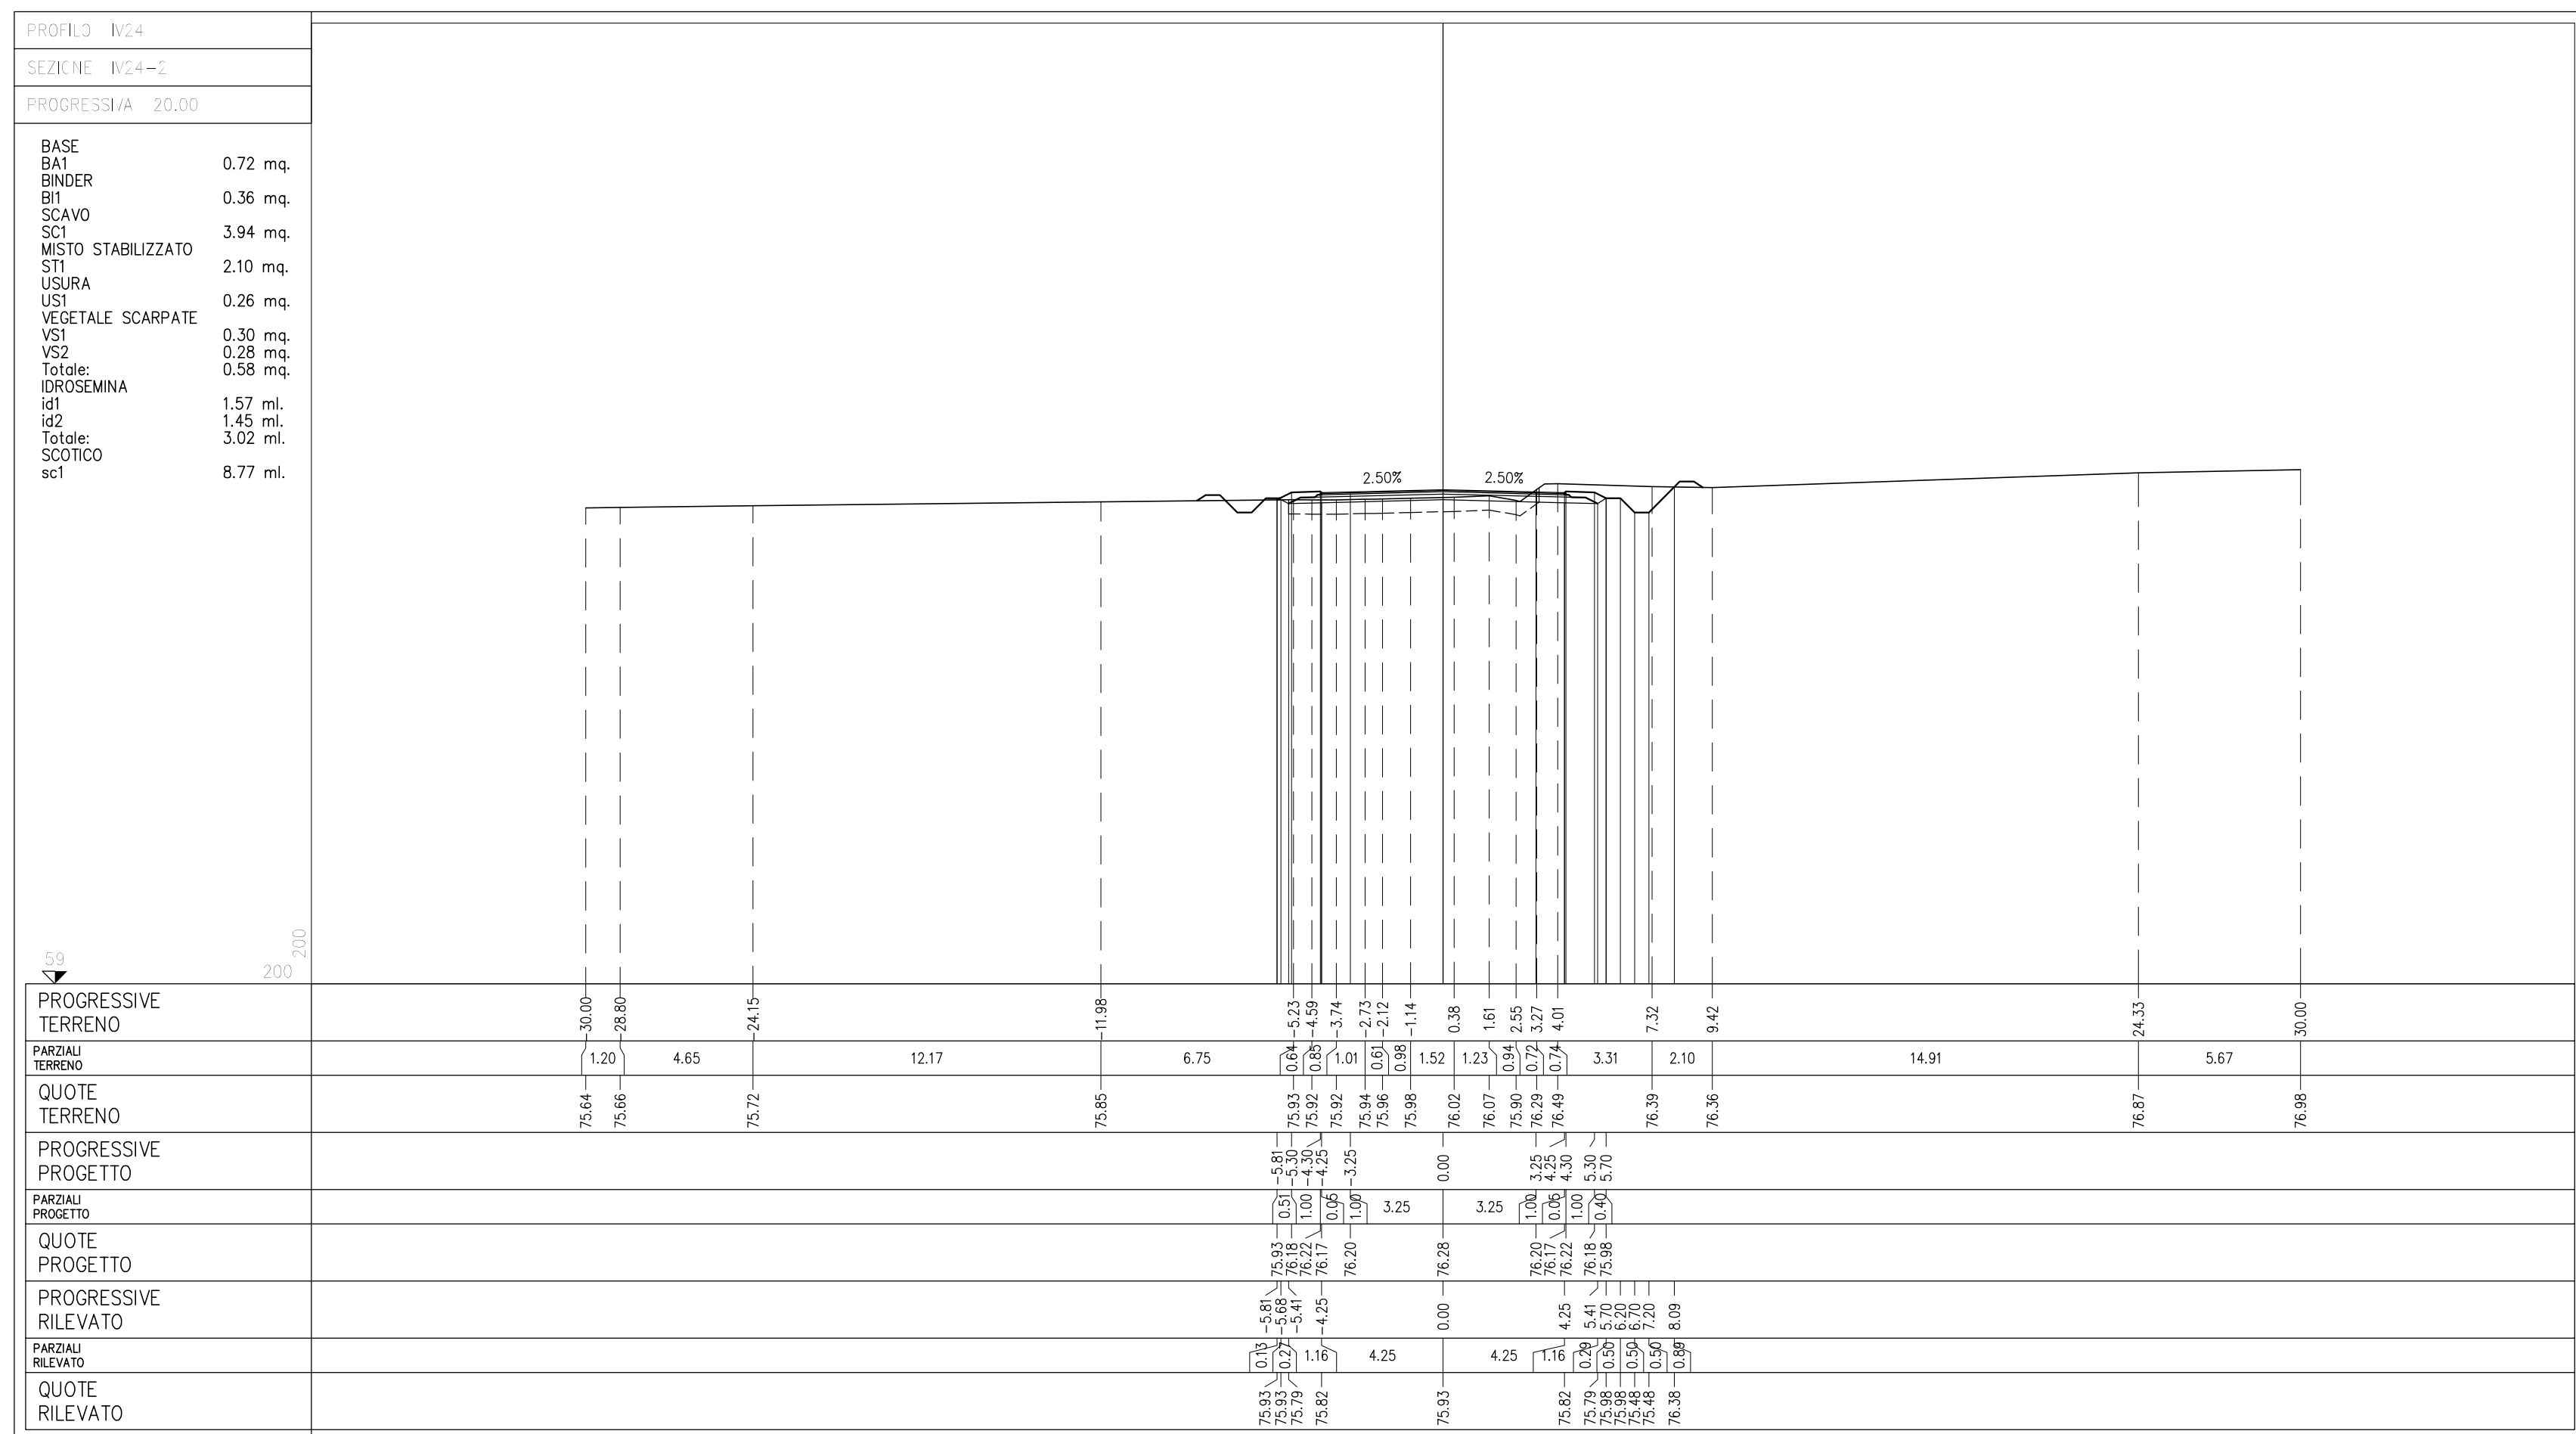 PROFILO IV24
SEZIONE IV24-2
PROGRESSIVA 20.00
BASE
BA1 0.72 mq.
BINDER
BI1 0.36 mq.
SCAVO
SC1 3.94 mq.
MISTO STABILIZZATO
ST1 2.10 mq.
USURA
US1 0.26 mq.
VEGETALE SCARPATE
VS1 0.30 mq.
VS2 0.28 mq.
Totale: 0.58 mq.
IDROSEMINA
id1 1.57 ml.
id2 1.45 ml.
Totale: 3.02 ml.
SCOTICO
sc1 8.77 ml.
2.50% 2.50%
59 200 200
PROGRESSIVE TERRENO
-30.00 -28.80 -24.15 -11.98 -5.23 -4.59 -3.74 -2.73 -2.12 -1.14 0.38 1.61 2.55 3.27 4.01 7.32 9.42 24.33 30.00
PARZIALI TERRENO
1.20 4.65 12.17 6.75 0.64 0.85 1.01 0.61 0.98 1.52 1.23 0.94 0.72 0.74 3.31 2.10 14.91 5.67
QUOTE TERRENO
75.64 75.66 75.72 75.85 75.93 75.92 75.92 75.94 75.96 75.98 76.02 76.07 75.90 76.29 76.49 76.39 76.36 76.87 76.98
PROGRESSIVE PROGETTO
-5.81 -5.30 -4.30 -4.25 -3.25 0.00 3.25 4.25 4.30 5.30 5.70
PARZIALI PROGETTO
0.51 1.00 0.05 1.00 3.25 3.25 1.00 0.05 1.00 0.40
QUOTE PROGETTO
75.93 76.18 76.22 76.17 76.20 76.28 76.20 76.17 76.22 76.18 75.98
PROGRESSIVE RILEVATO
-5.81 -5.68 -5.41 -4.25 0.00 4.25 5.41 5.70 6.20 6.70 7.20 8.09
PARZIALI RILEVATO
0.13 0.27 1.16 4.25 4.25 1.16 0.29 0.50 0.50 0.50 0.89
QUOTE RILEVATO
75.93 75.93 75.79 75.82 75.93 75.82 75.79 75.98 75.98 75.48 75.48 76.38